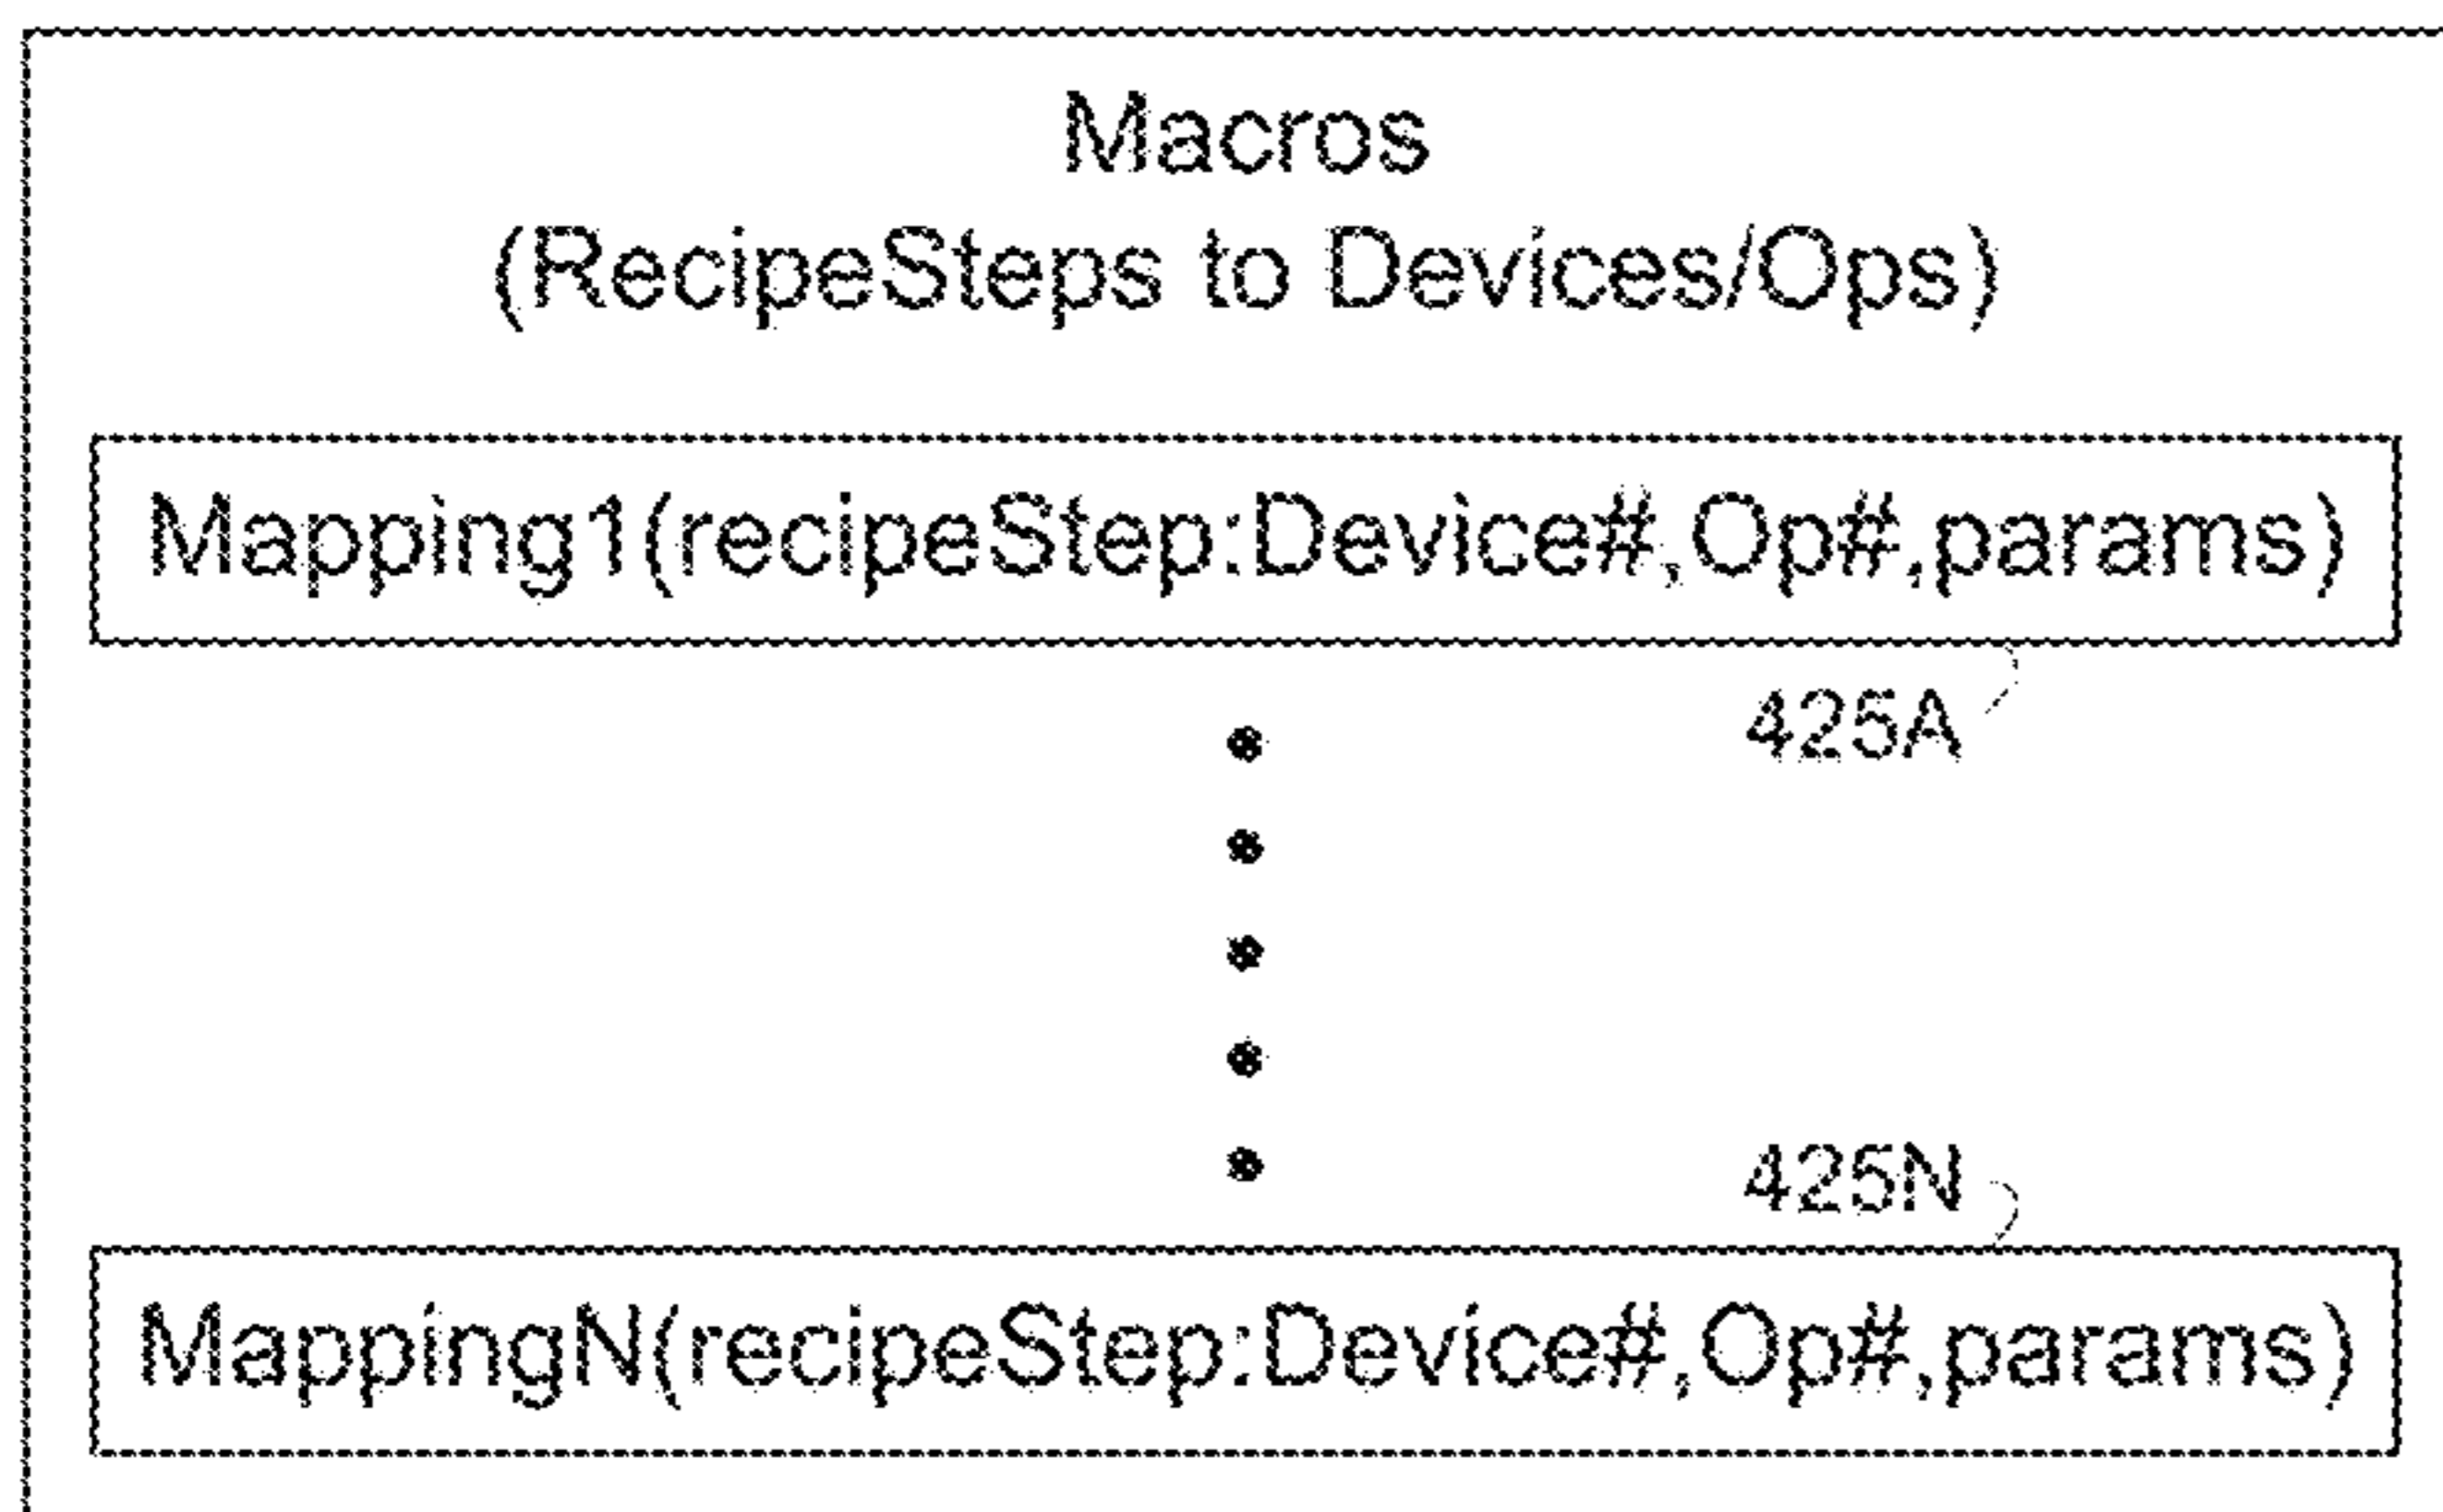 Macros
(RecipeSteps to Devices/Ops)
Mapping1(recipeStep:Device#,Op#,params)
425A
425N
MappingN(recipeStep:Device#,Op#,params)